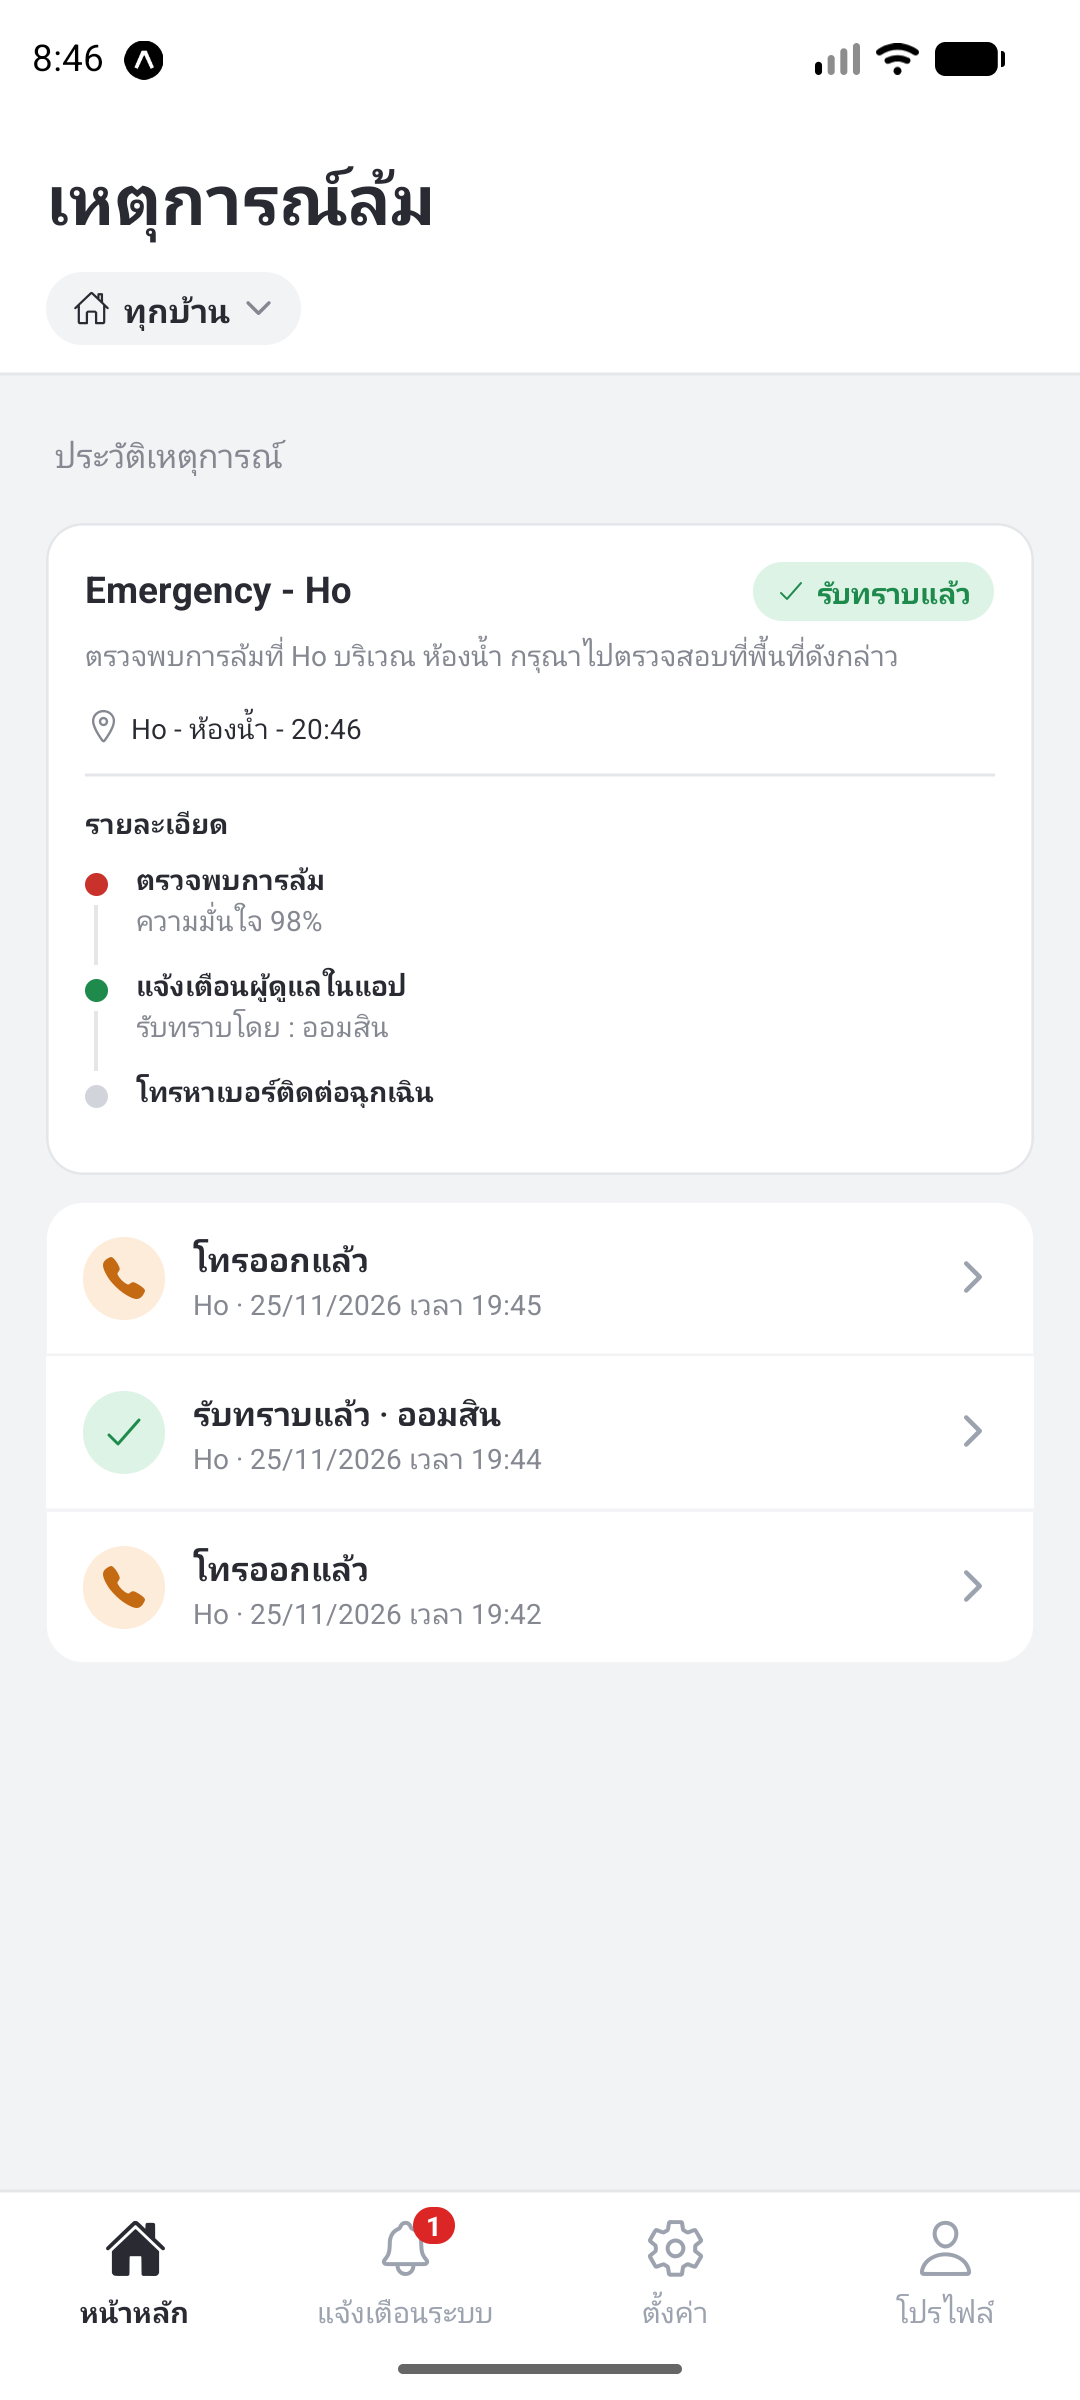 8:46
เหตุการณ์ล้ม
ทุกบ้าน
ประวัติเหตุการณ์
Emergency - Ho
รับทราบแล้ว
ตรวจพบการล้มที่ Ho บริเวณ ห้องน้ำ กรุณาไปตรวจสอบที่พื้นที่ดังกล่าว
Ho - ห้องน้ำ - 20:46
รายละเอียด
ตรวจพบการล้ม
ความมั่นใจ 98%
แจ้งเตือนผู้ดูแลในแอป
รับทราบโดย : ออมสิน
โทรหาเบอร์ติดต่อฉุกเฉิน
โทรออกแล้ว
Ho · 25/11/2026 เวลา 19:45
รับทราบแล้ว · ออมสิน
Ho · 25/11/2026 เวลา 19:44
โทรออกแล้ว
Ho · 25/11/2026 เวลา 19:42
1
หน้าหลัก
แจ้งเตือนระบบ
ตั้งค่า
โปรไฟล์